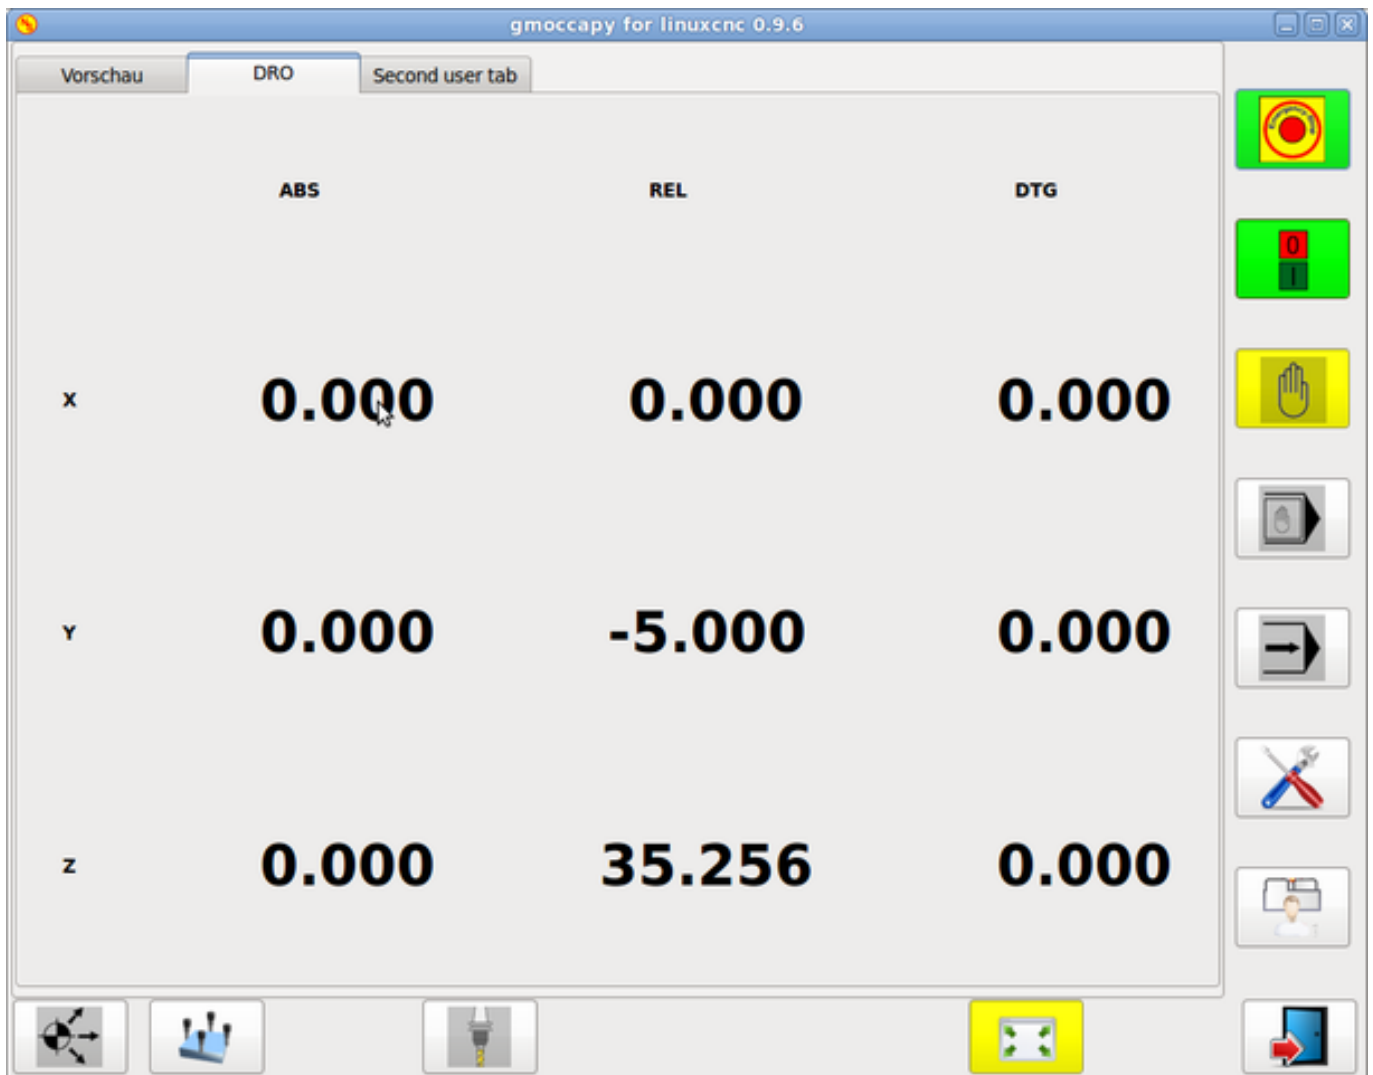 gmoccapy for linuxcnc 0.9.6
Vorschau DRO Second user tab
ABS REL DTG
X 0.000 0.000 0.000
Y 0.000 -5.000 0.000
Z 0.000 35.256 0.000
0
I